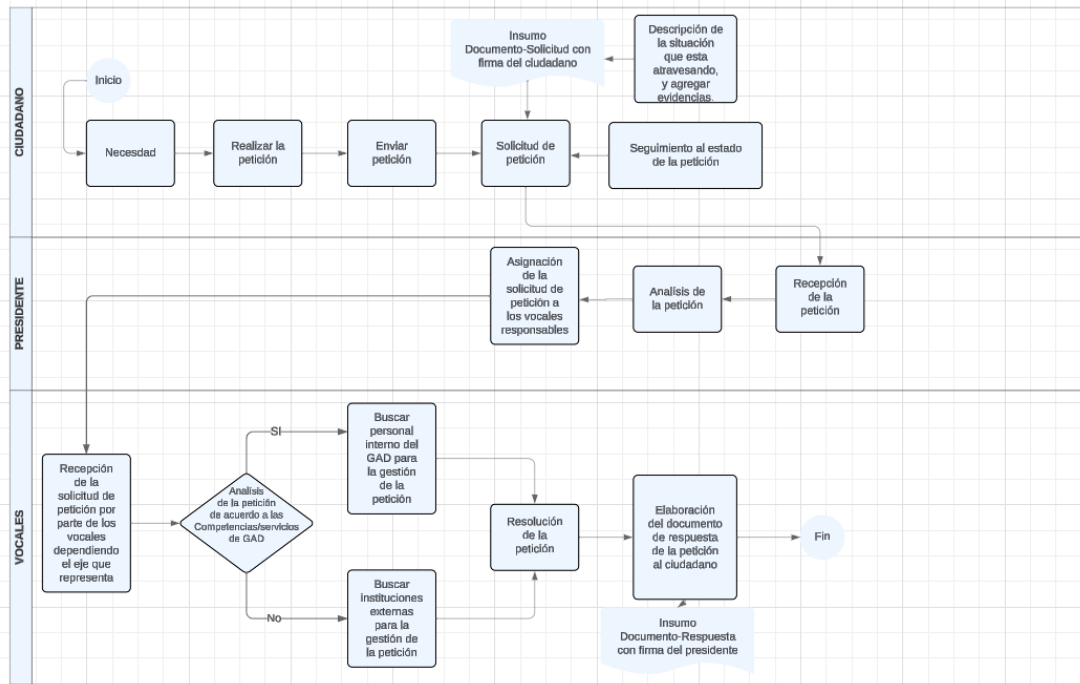 CIUDADANO
Inicio
Insumo
Documento-Solicitud con
firma del ciudadano
Descripción de
la situación
que esta
atravesando,
y agregar
evidencias.
Necesdad
Realizar la
petición
Enviar
petición
Solicitud de
petición
Seguimiento al estado
de la petición
PRESIDENTE
Asignación
de la
solicitud de
petición a
los vocales
responsables
Analísis de
la petición
Recepción
de la
petición
VOCALES
Recepción
de la
solicitud de
petición por
parte de los
vocales
dependiendo
el eje que
representa
Analísis
de la petición
de acuerdo a las
Competencias/servicios
de GAD
SI
No
Buscar
personal
interno del
GAD para
la gestión
de la
petición
Buscar
instituciones
externas
para la
gestión de
la petición
Resolución
de la
petición
Elaboración
del documento
de respuesta
de la petición
al ciudadano
Fin
Insumo
Documento-Respuesta
con firma del presidente